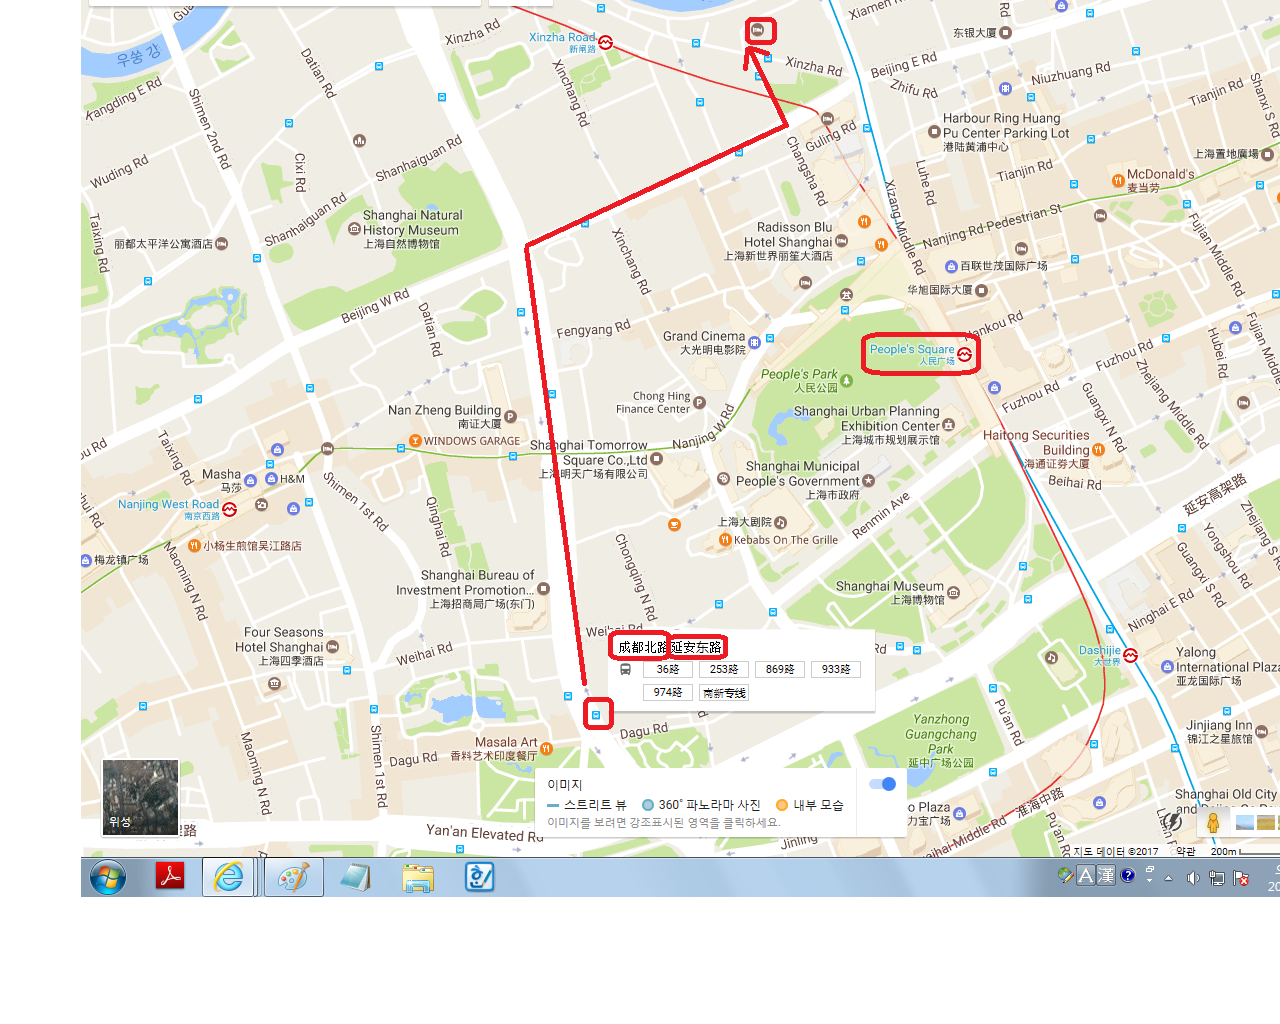 Xinzha Rd
Xinzha Road
新闸路
Xiamen Rd
东银大厦
우쑹 강
Kangding E Rd
Datian Rd
Shimen 2nd Rd
Xinchang Rd
Xinzha Rd
Beijing E Rd
Zhifu Rd
Niuzhuang Rd
Tianjin Rd
Shanxi S Rd
Harbour Ring Huang
Pu Center Parking Lot
港陆黄浦中心
Guling Rd
Changsha Rd
Wuding Rd
Cixi Rd
Shanhaiguan Rd
Shanhaiguan Rd
Luhe Rd
Tianjin Rd
上海置地廣場
McDonald's
麦当劳
Taixing Rd
Shanghai Natural
History Museum
上海自然博物馆
丽都太平洋公寓酒店
Xizang Middle Rd
Nanjing Rd Pedestrian St
Radisson Blu
Hotel Shanghai
上海新世界丽笙大酒店
Xinchang Rd
百联世茂国际广场
华旭国际大厦
Beijing W Rd
Datian Rd
Fengyang Rd
Grand Cinema
大光明电影院
Hankou Rd
People's Square
人民广场
Fuzhou Rd
Fujian Middle Rd
Hubei Rd
Zhejiang Middle Rd
People's Park
人民公园
Chong Hing
Finance Center
Fuzhou Rd
Guangxi N Rd
Nan Zheng Building
南证大厦
WINDOWS GARAGE
Shanghai Tomorrow
Square Co.,Ltd
上海明天广场有限公司
Nanjing W Rd
Shanghai Urban Planning
Exhibition Center
上海城市规划展示馆
Haitong Securities
Building
海通证券大厦
Beihai Rd
Taixing Rd
Masha
马莎
H&M
Shimen 1st Rd
Nanjing West Road
南京西路
Shanghai Municipal
People's Government
上海市政府
延安高架路
小杨生煎馆吴江路店
梅龙镇广场
Maoming N Rd
Qinghai Rd
上海大剧院
Kebabs On The Grille
Renmin Ave
Chongqing N Rd
Shanghai Bureau of
Investment Promotion...
上海招商局广场(东门)
Shanghai Museum
上海博物馆
Guangxi S Rd
Yongshou Rd
Zhejiang S Rd
Ninghai E Rd
Four Seasons
Hotel Shanghai
上海四季酒店
Weihai Rd
Weihai Rd
成都北路延安东路
36路
253路
869路
933路
974路
南新专线
Dashijie
大世界
Yalong
International Plaza
亚龙国际广场
Pu'an Rd
Jinjiang Inn
锦江之星旅馆
Yanzhong
Guangchang
Park
延中广场公园
Dagu Rd
Masala Art
香料艺术印度餐厅
Dagu Rd
Dagu Rd
Maoming N Rd
Shimen 1st Rd
위성
이미지
스트리트 뷰
360˚ 파노라마 사진
내부 모습
이미지를 보려면 강조표시된 영역을 클릭하세요.
Yan'an Elevated Rd
Jinling
o Plaza
力宝广场
淮海中路
aihai Middle Rd
Pu'an Rd
Shanghai Old City
지도 데이터 ©2017
약관
200m
A
漢